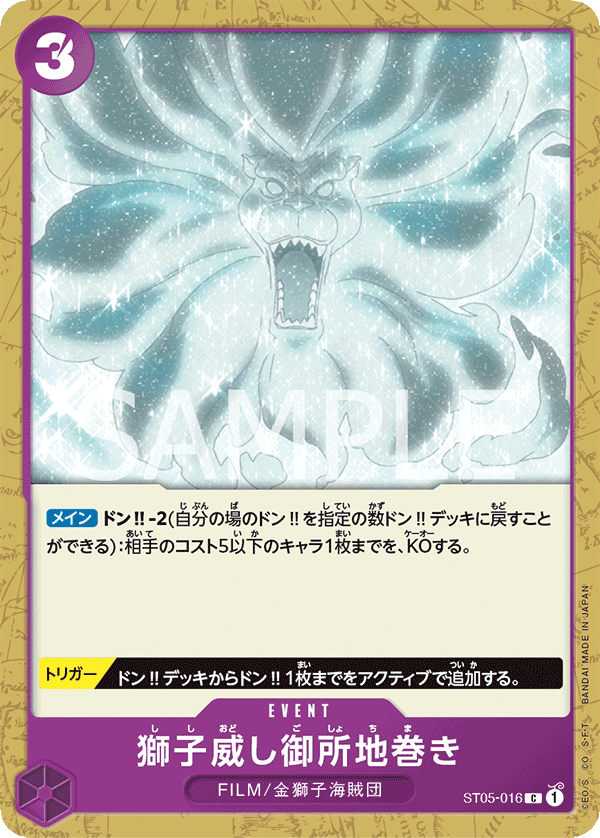 3
SAMPLE
メイン ドン!!-2(自分の場のドン!!を指定の数ドン!!デッキに戻すこと
ができる):相手のコスト5以下のキャラ1枚までを、KOする。
トリガー ドン!!デッキからドン!!1枚までをアクティブで追加する。
EVENT
獅子威し御所地巻き
FILM/金獅子海賊団
ST05-016 C 1
©E.O/S. ©O S・F・T BANDAI MADE IN JAPAN